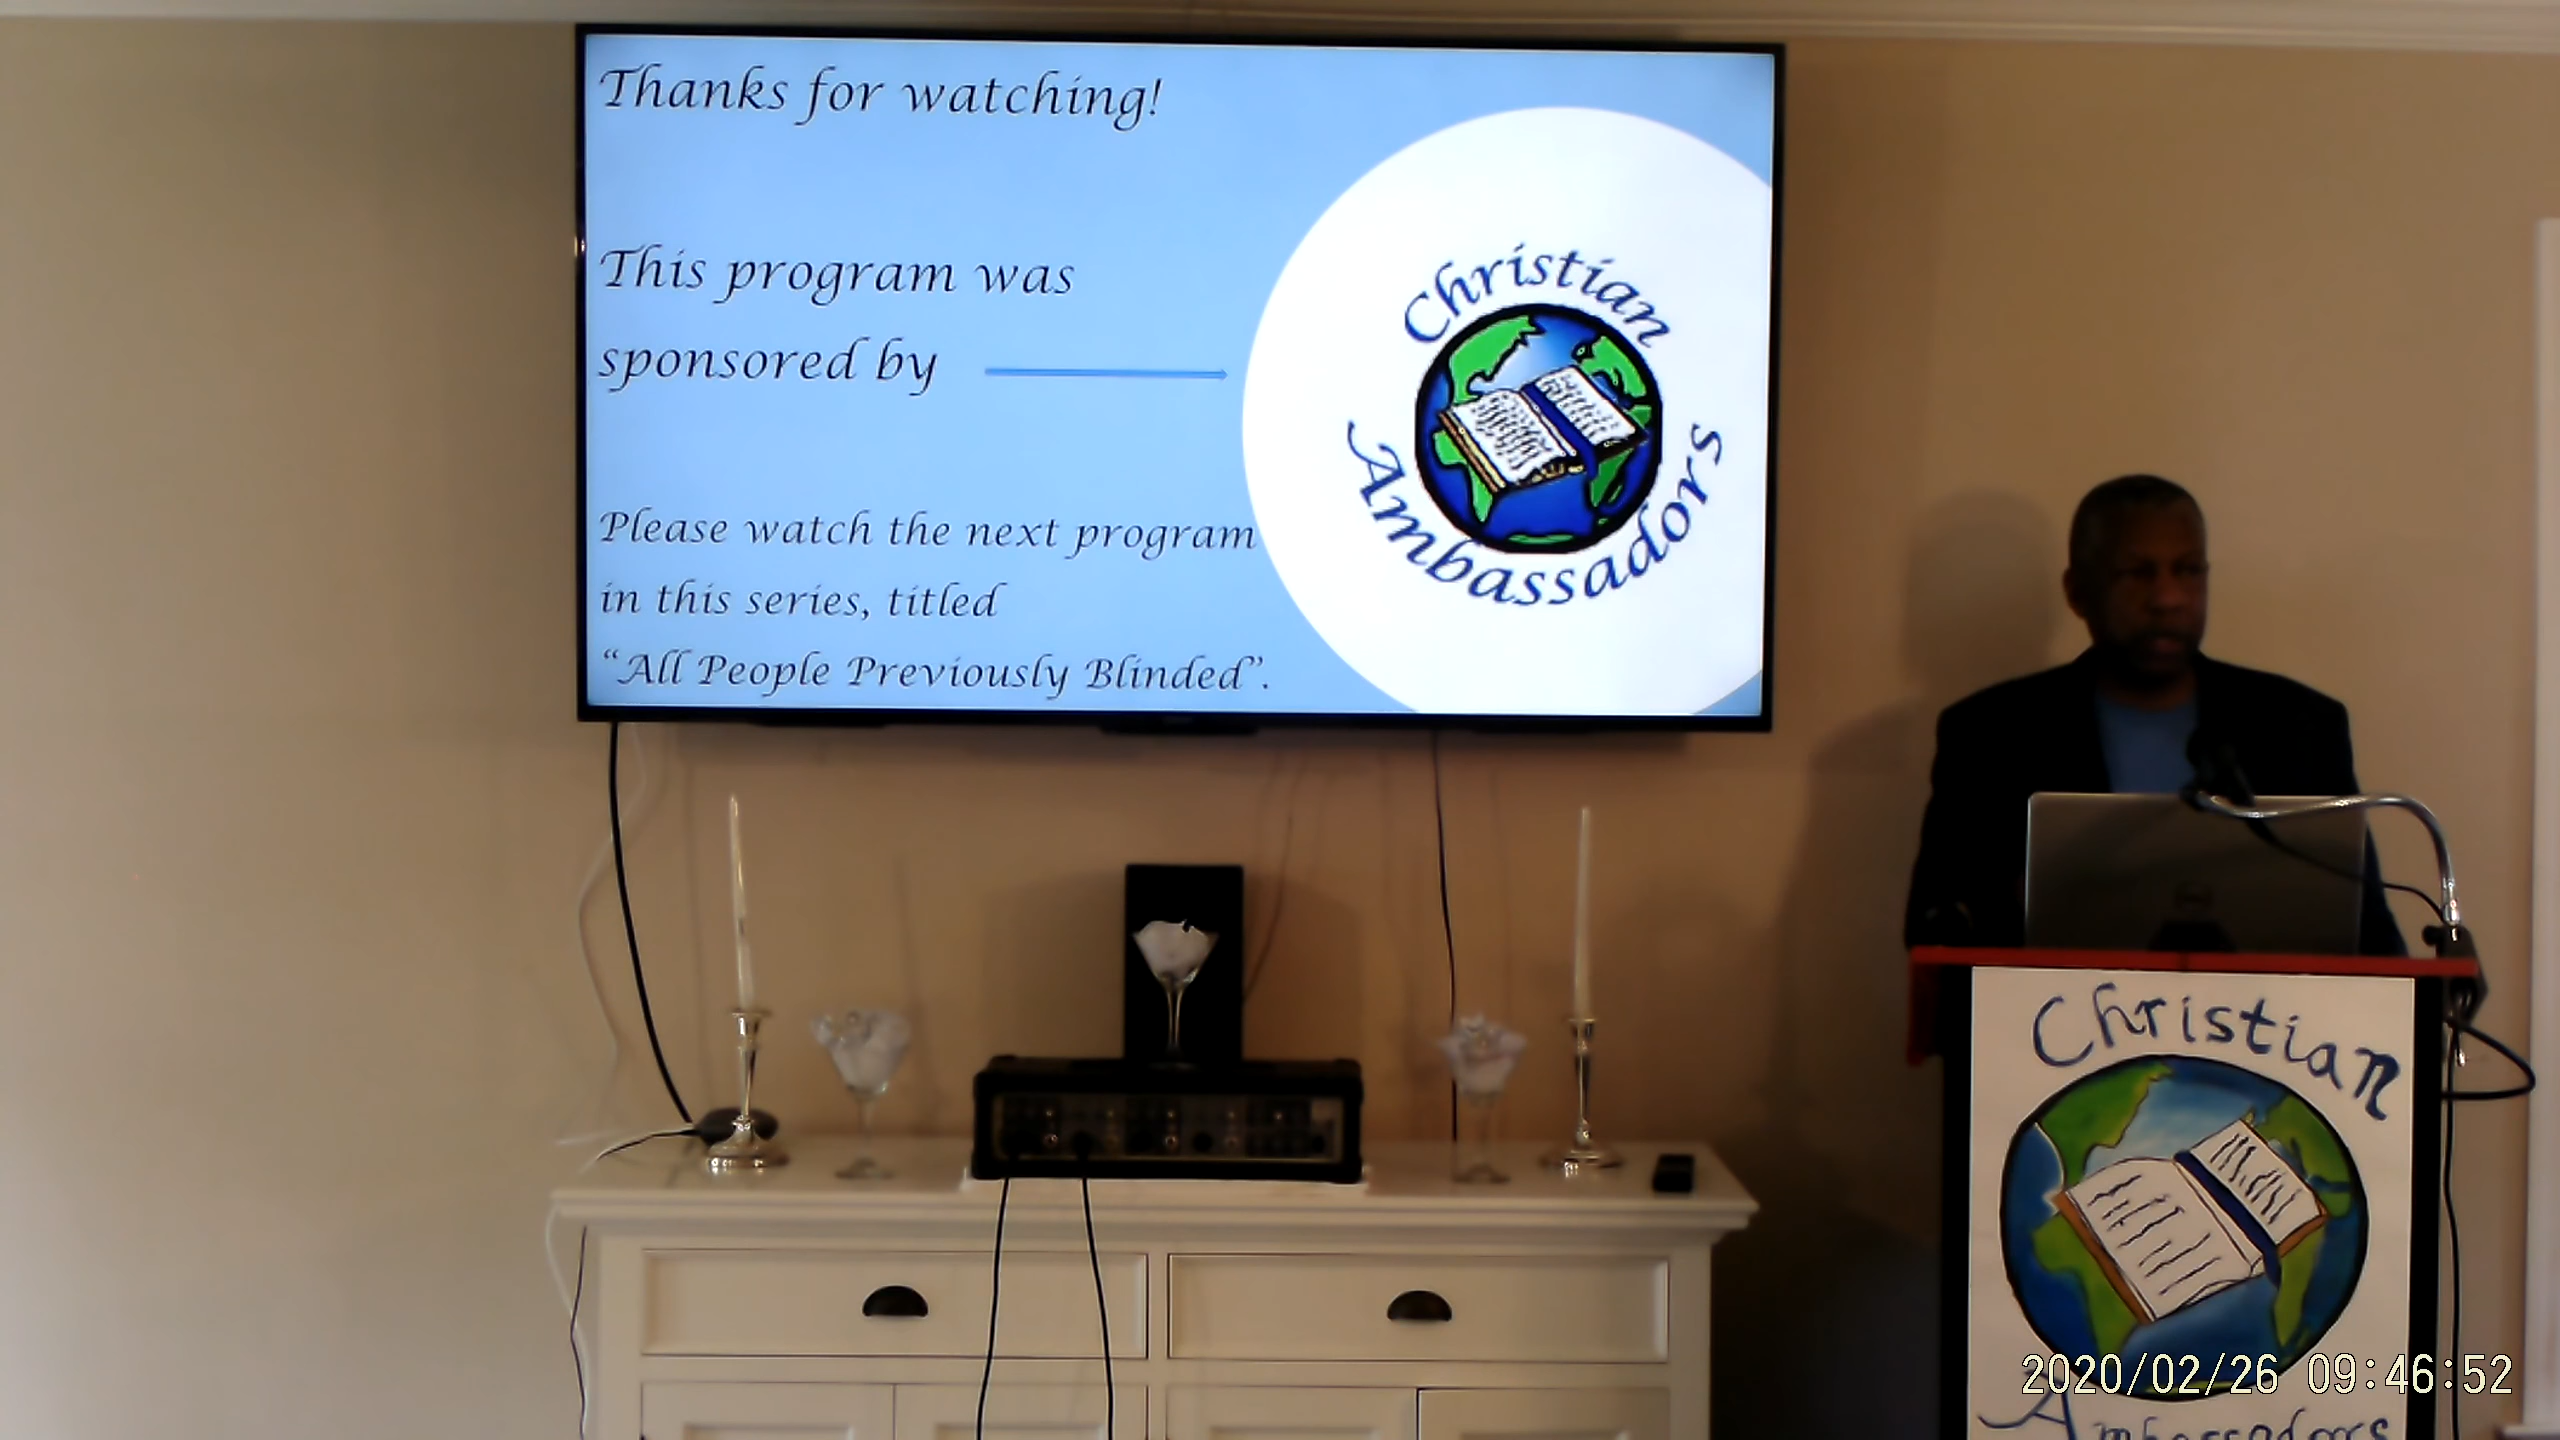 Thanks for watching!
This program was
sponsored by
Christian
Ambassadors
Please watch the next program
in this series, titled
“All People Previously Blinded”.
Christian
Ambassadors
2020/02/26 09:46:52